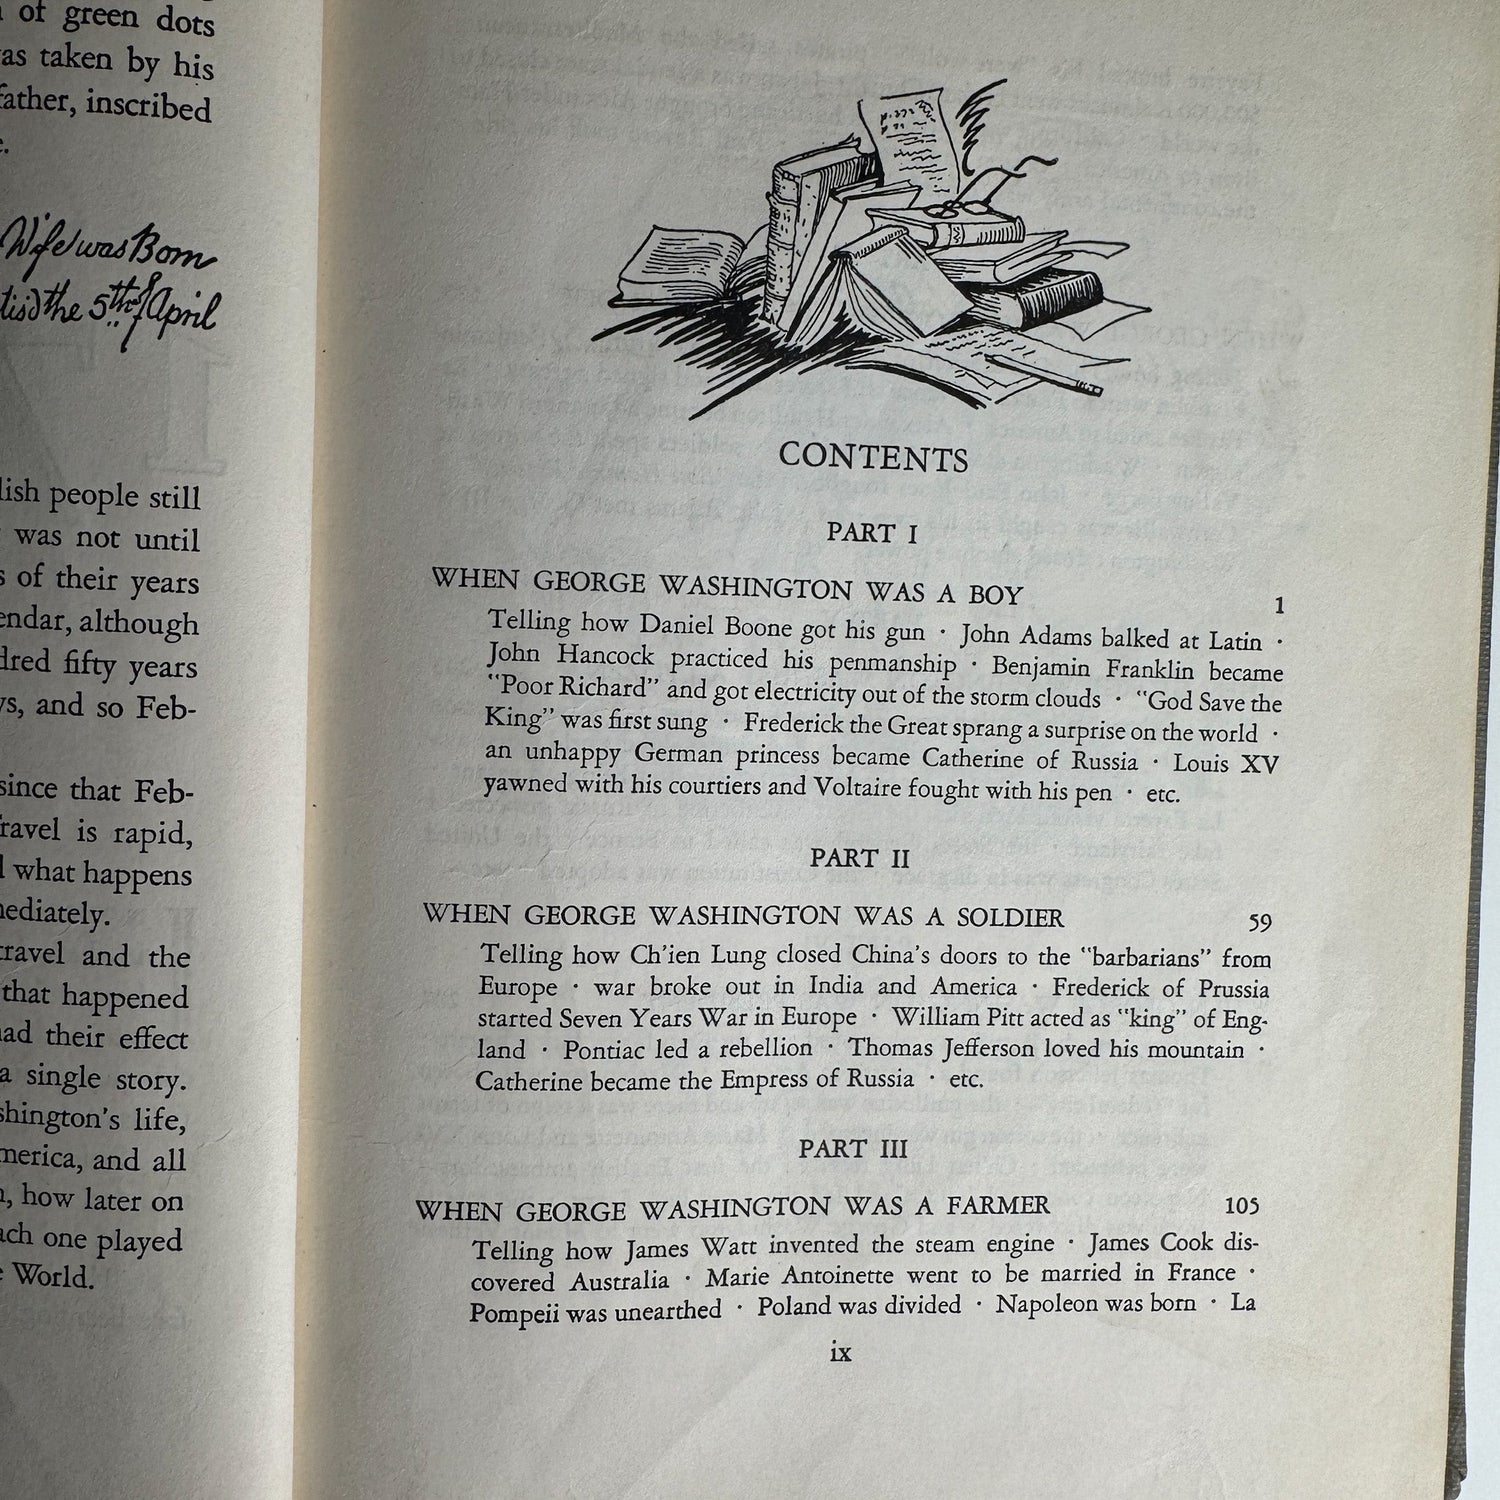 of green dots
was taken by his
father, inscribed
Wife was Born
the 5th of April
lish people still
was not until
s of their years
endar, although
dred fifty years
ys, and so Feb-
since that Feb-
travel is rapid,
what happens
mediately.
travel and the
that happened
had their effect
a single story.
shington's life,
merica, and all
, how later on
ach one played
World.
CONTENTS
PART I
WHEN GEORGE WASHINGTON WAS A BOY 1
Telling how Daniel Boone got his gun · John Adams balked at Latin ·
John Hancock practiced his penmanship · Benjamin Franklin became
"Poor Richard" and got electricity out of the storm clouds · "God Save the
King" was first sung · Frederick the Great sprang a surprise on the world ·
an unhappy German princess became Catherine of Russia · Louis XV
yawned with his courtiers and Voltaire fought with his pen · etc.
PART II
WHEN GEORGE WASHINGTON WAS A SOLDIER 59
Telling how Ch'ien Lung closed China's doors to the "barbarians" from
Europe · war broke out in India and America · Frederick of Prussia
started Seven Years War in Europe · William Pitt acted as "king" of Eng-
land · Pontiac led a rebellion · Thomas Jefferson loved his mountain ·
Catherine became the Empress of Russia · etc.
PART III
WHEN GEORGE WASHINGTON WAS A FARMER 105
Telling how James Watt invented the steam engine · James Cook dis-
covered Australia · Marie Antoinette went to be married in France ·
Pompeii was unearthed · Poland was divided · Napoleon was born · La
ix